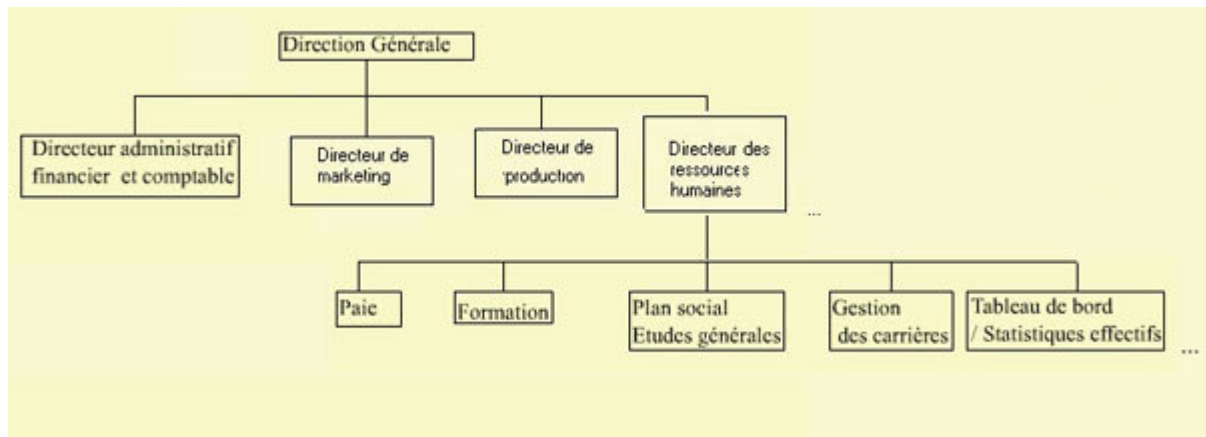 Direction Générale
Directeur administratif
financier et comptable
Directeur de
marketing
Directeur de
production
Directeur des
ressources
humaines
...
Paie
Formation
Plan social
Etudes générales
Gestion
des carrières
Tableau de bord
/ Statistiques effectifs
...